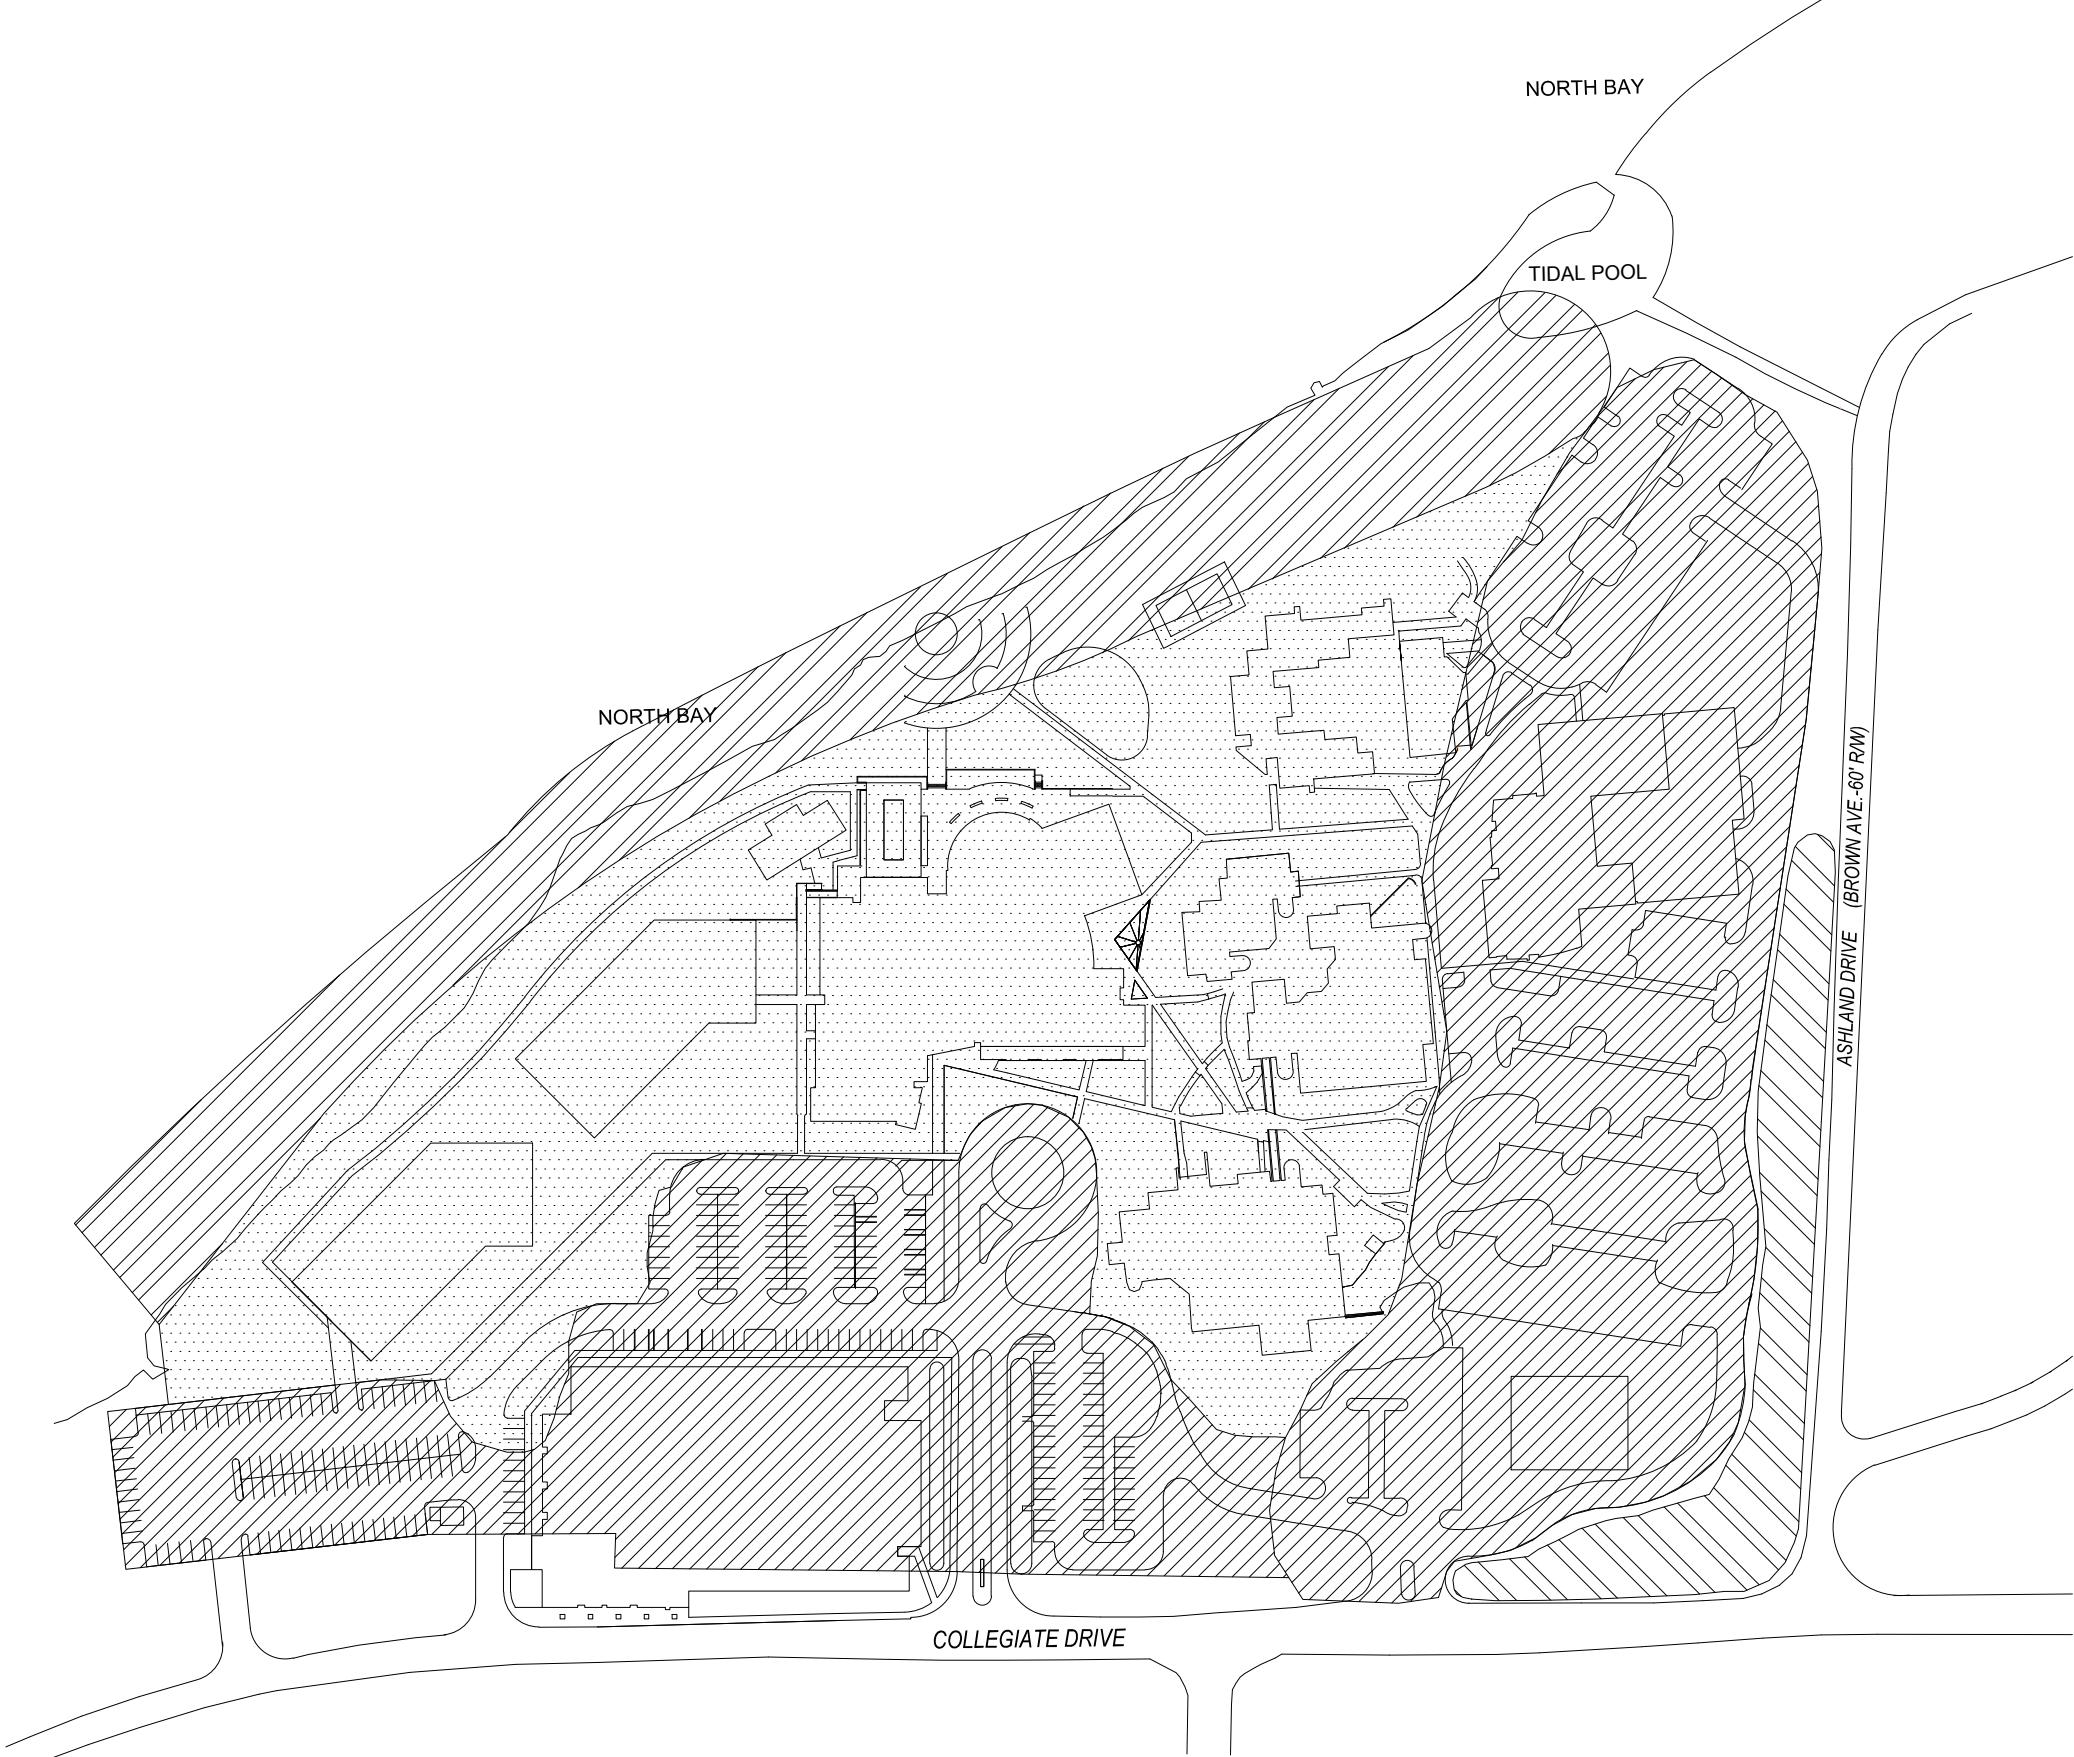 NORTH BAY
TIDAL POOL
NORTH BAY
ASHLAND DRIVE (BROWN AVE.-60' R/W)
COLLEGIATE DRIVE